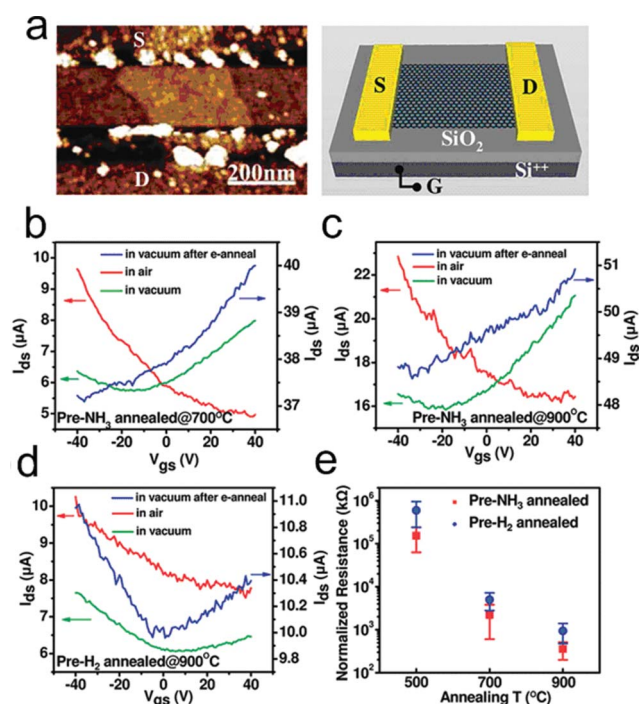 a
S
D
200nm
S
D
SiO2
Si++
G
b
in vacuum after e-anneal
in air
in vacuum
10
9
8
7
6
5
40
39
38
37
Ids (µA)
Ids (µA)
Pre-NH3 annealed@700°C
-40 -20 0 20 40
Vgs (V)
c
in vacuum after e-anneal
in air
in vacuum
22
20
18
16
51
50
49
48
Ids (µA)
Ids (µA)
Pre-NH3 annealed@900°C
-40 -20 0 20 40
Vgs (V)
d
in vacuum after e-anneal
in air
in vacuum
10
9
8
7
6
11.0
10.8
10.6
10.4
10.2
10.0
9.8
Ids (µA)
Ids (µA)
Pre-H2 annealed@900°C
-40 -20 0 20 40
Vgs (V)
e
Pre-NH3 annealed
Pre-H2 annealed
10^6
10^5
10^4
10^3
10^2
Normalized Resistance (kΩ)
500 700 900
Annealing T (°C)